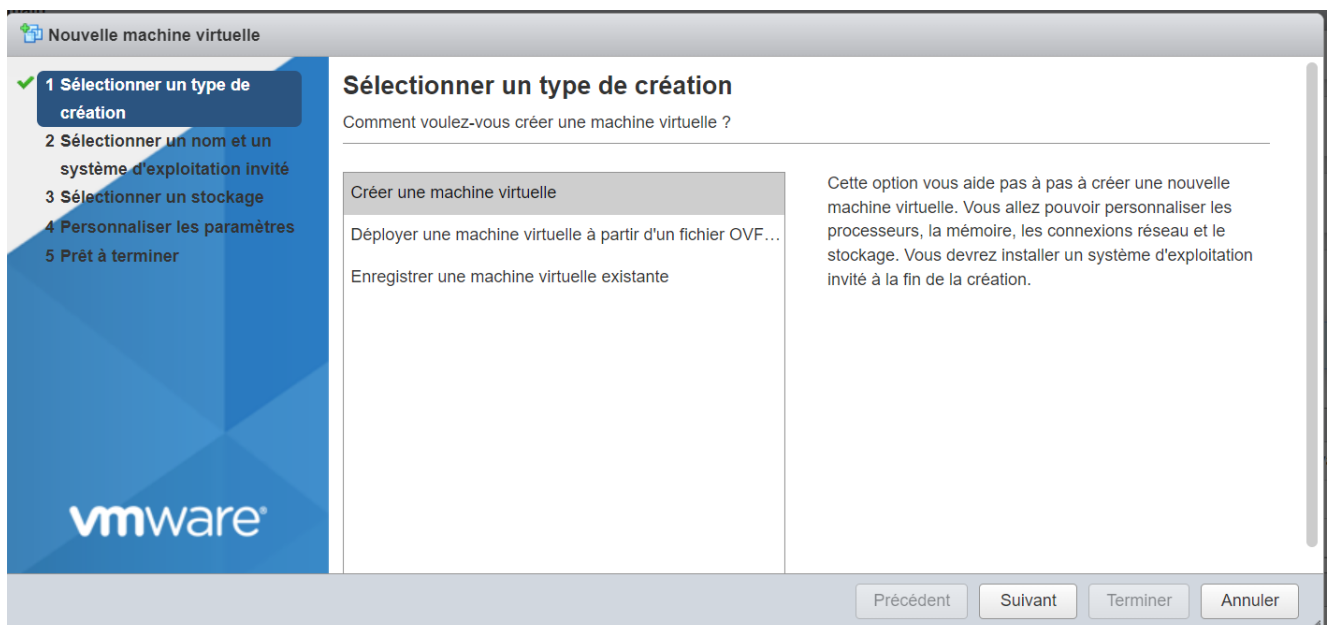 Nouvelle machine virtuelle
1 Sélectionner un type de
création
2 Sélectionner un nom et un
système d'exploitation invité
3 Sélectionner un stockage
4 Personnaliser les paramètres
5 Prêt à terminer
vmware®
Sélectionner un type de création
Comment voulez-vous créer une machine virtuelle ?
Créer une machine virtuelle
Déployer une machine virtuelle à partir d'un fichier OVF…
Enregistrer une machine virtuelle existante
Cette option vous aide pas à pas à créer une nouvelle
machine virtuelle. Vous allez pouvoir personnaliser les
processeurs, la mémoire, les connexions réseau et le
stockage. Vous devrez installer un système d'exploitation
invité à la fin de la création.
Précédent
Suivant
Terminer
Annuler